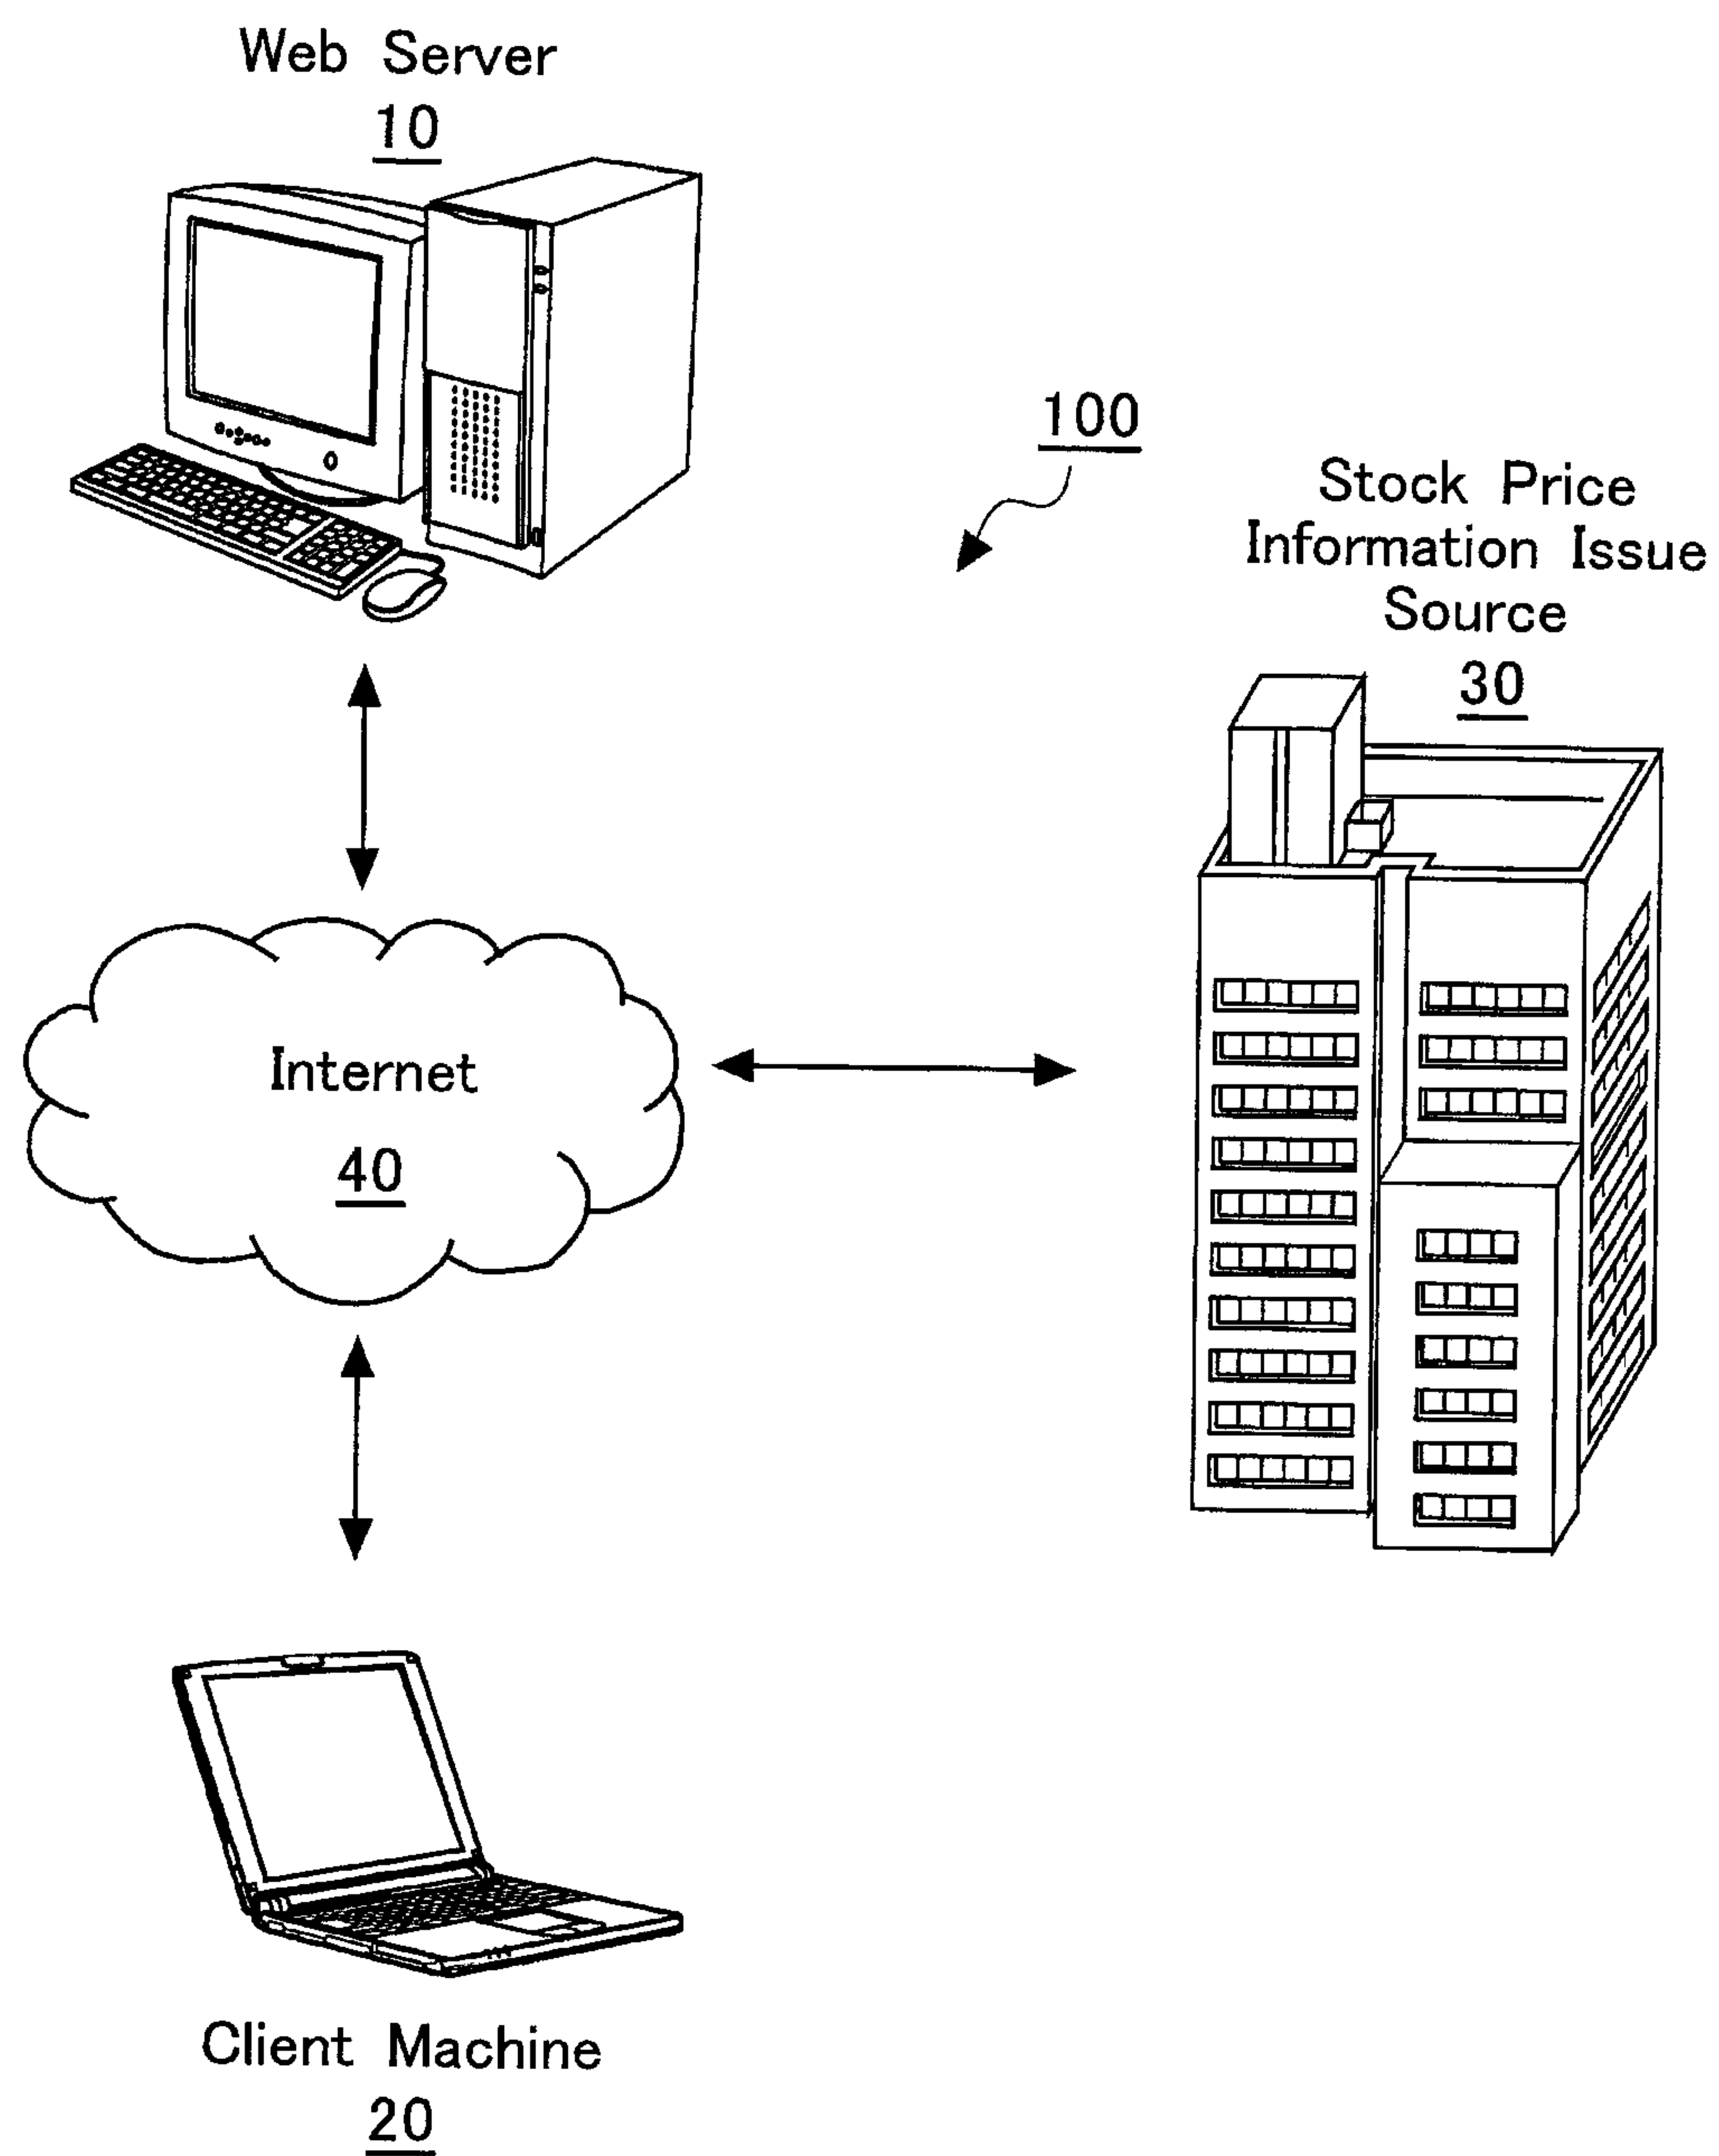 Web Server
10
100
Stock Price
Information Issue
Source
30
Internet
40
Client Machine
20